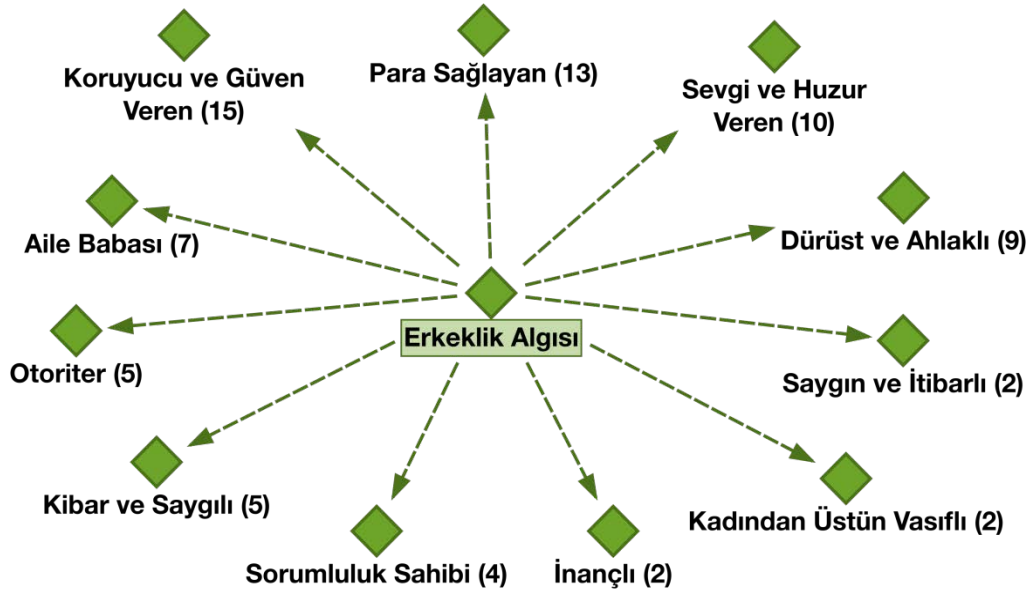 Koruyucu ve Güven
Veren (15)
Para Sağlayan (13)
Sevgi ve Huzur
Veren (10)
Aile Babası (7)
Dürüst ve Ahlaklı (9)
Erkeklik Algısı
Otoriter (5)
Saygın ve İtibarlı (2)
Kibar ve Saygılı (5)
Kadından Üstün Vasıflı (2)
Sorumluluk Sahibi (4)
İnançlı (2)